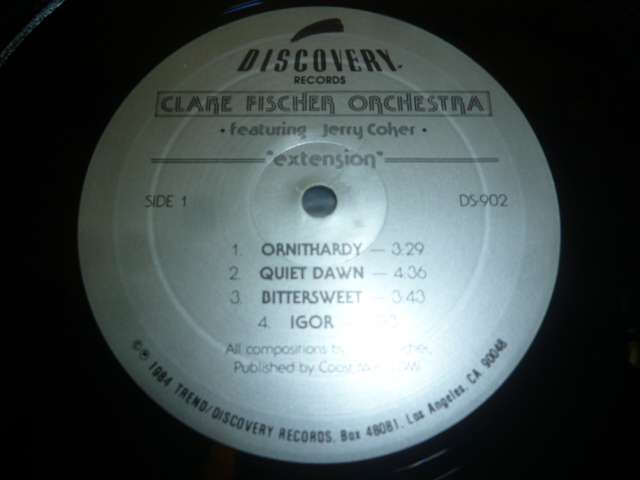 DISCOVERY
RECORDS
CLARE FISCHER ORCHESTRA
• featuring Jerry Coker •
"extension"
SIDE 1
DS-902
1. ORNITHARDY — 3:29
2. QUIET DAWN — 4:36
3. BITTERSWEET — 3:43
4. IGOR —
All compositions by
Published by Coast
©℗ 1984 TREND/DISCOVERY RECORDS, Box 48081, Los Angeles, CA 90048